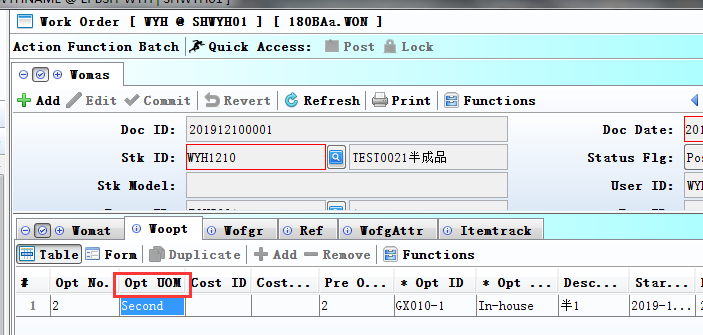 Work Order [ WYH @ SHWYH01 ] [ 180BAa.WON ]
Action Function Batch Quick Access: Post Lock
Womas
Add Edit Commit Revert Refresh Print Functions
Doc ID: 201912100001 Doc Date: 201
Stk ID: WYH1210 TEST0021半成品 Status Flg: Pos
Stk Model: User ID: WYH
Womat Woopt Wofgr Ref WofgAttr Itemtrack
Table Form Duplicate Add Remove Functions
# Opt No. Opt UOM Cost ID Cost... Pre O... * Opt ID * Opt ... Desc... Star...
1 2 Second 2 GX010-1 In-house 半1 2019-1...